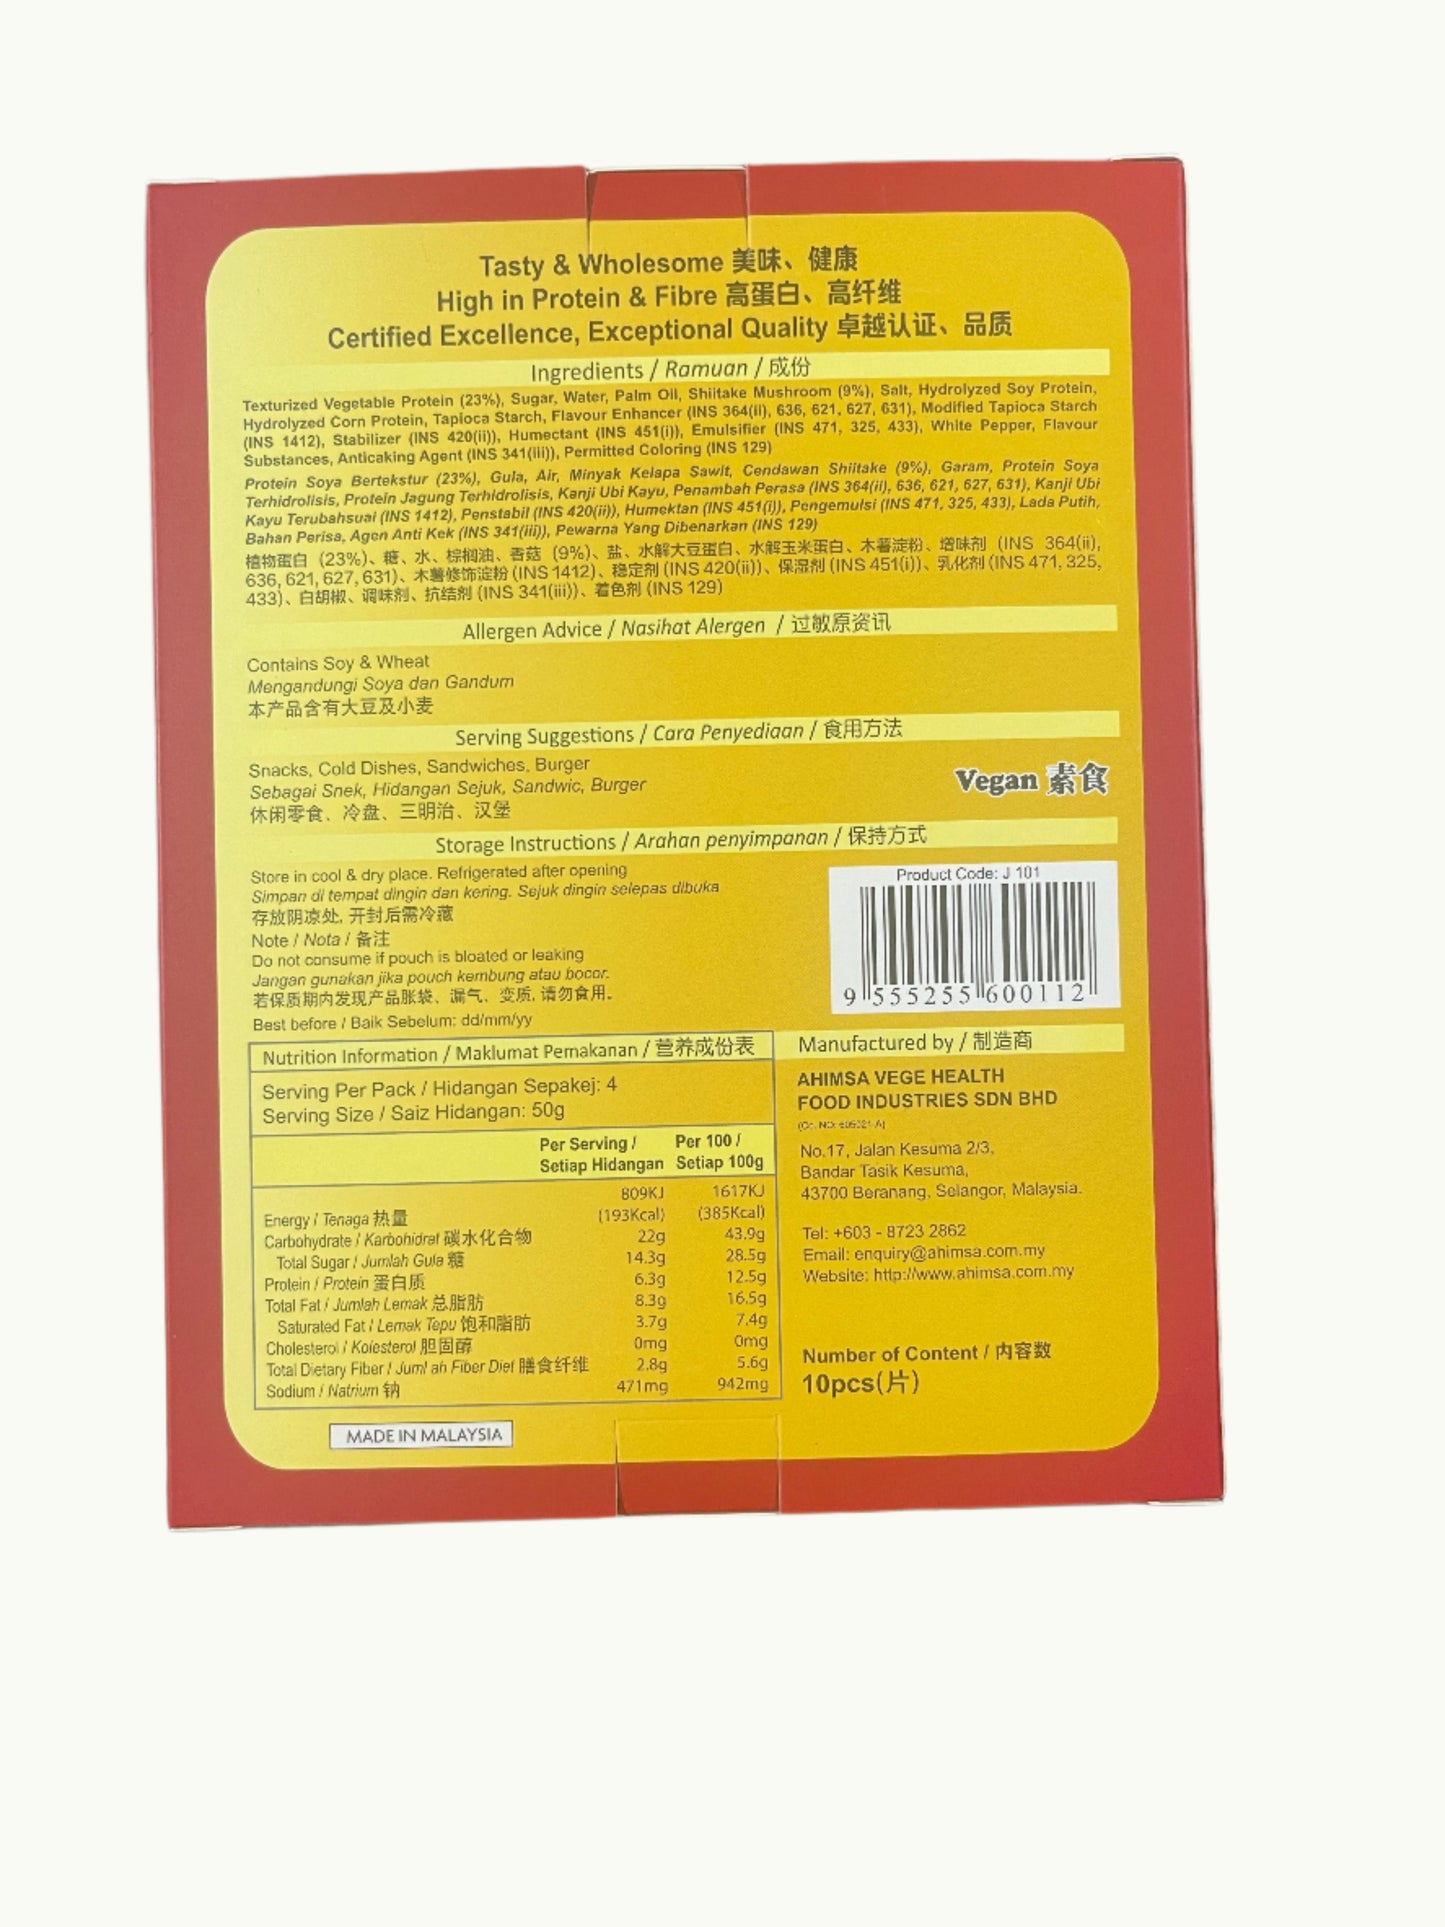 Tasty & Wholesome 美味、健康
High in Protein & Fibre 高蛋白、高纤维
Certified Excellence, Exceptional Quality 卓越认证、品质
Ingredients / Ramuan / 成份
Texturized Vegetable Protein (23%), Sugar, Water, Palm Oil, Shiitake Mushroom (9%), Salt, Hydrolyzed Soy Protein,
Hydrolyzed Corn Protein, Tapioca Starch, Flavour Enhancer (INS 364(ii), 636, 621, 627, 631), Modified Tapioca Starch
(INS 1412), Stabilizer (INS 420(ii)), Humectant (INS 451(i)), Emulsifier (INS 471, 325, 433), White Pepper, Flavour
Substances, Anticaking Agent (INS 341(iii)), Permitted Coloring (INS 129)
Protein Soya Bertekstur (23%), Gula, Air, Minyak Kelapa Sawit, Cendawan Shiitake (9%), Garam, Protein Soya
Terhidrolisis, Protein Jagung Terhidrolisis, Kanji Ubi Kayu, Penambah Perasa (INS 364(ii), 636, 621, 627, 631), Kanji Ubi
Kayu Terubahsuai (INS 1412), Penstabil (INS 420(ii)), Humektan (INS 451(i)), Pengemulsi (INS 471, 325, 433), Lada Putih,
Bahan Perisa, Agen Anti Kek (INS 341(iii)), Pewarna Yang Dibenarkan (INS 129)
植物蛋白 (23%)、糖、水、棕榈油、香菇 (9%)、盐、水解大豆蛋白、水解玉米蛋白、木薯淀粉、增味剂 (INS 364(ii),
636, 621, 627, 631)、木薯修饰淀粉 (INS 1412)、稳定剂 (INS 420(ii))、保湿剂 (INS 451(i))、乳化剂 (INS 471, 325,
433)、白胡椒、调味剂、抗结剂 (INS 341(iii))、着色剂 (INS 129)
Allergen Advice / Nasihat Alergen / 过敏原资讯
Contains Soy & Wheat
Mengandungi Soya dan Gandum
本产品含有大豆及小麦
Serving Suggestions / Cara Penyediaan / 食用方法
Snacks, Cold Dishes, Sandwiches, Burger
Sebagai Snek, Hidangan Sejuk, Sandwic, Burger
休闲零食、冷盘、三明治、汉堡
Vegan 素食
Storage Instructions / Arahan penyimpanan / 保持方式
Store in cool & dry place. Refrigerated after opening
Simpan di tempat dingin dan kering. Sejuk dingin selepas dibuka
存放阴凉处, 开封后需冷藏
Note / Nota / 备注
Do not consume if pouch is bloated or leaking
Jangan gunakan jika pouch kembung atau bocor.
若保质期内发现产品胀袋、漏气、变质, 请勿食用。
Best before / Baik Sebelum: dd/mm/yy
Product Code: J 101
9 555255 600112
Nutrition Information / Maklumat Pemakanan / 营养成份表
Serving Per Pack / Hidangan Sepakej: 4
Serving Size / Saiz Hidangan: 50g
Per Serving / Per 100 /
Setiap Hidangan Setiap 100g
809KJ 1617KJ
Energy / Tenaga 热量 (193Kcal) (385Kcal)
Carbohydrate / Karbohidrat 碳水化合物 22g 43.9g
Total Sugar / Jumlah Gula 糖 14.3g 28.5g
Protein / Protein 蛋白质 6.3g 12.5g
Total Fat / Jumlah Lemak 总脂肪 8.3g 16.5g
Saturated Fat / Lemak Tepu 饱和脂肪 3.7g 7.4g
Cholesterol / Kolesterol 胆固醇 0mg 0mg
Total Dietary Fiber / Juml ah Fiber Diet 膳食纤维 2.8g 5.6g
Sodium / Natrium 钠 471mg 942mg
MADE IN MALAYSIA
Manufactured by / 制造商
AHIMSA VEGE HEALTH
FOOD INDUSTRIES SDN BHD
No.17, Jalan Kesuma 2/3,
Bandar Tasik Kesuma,
43700 Beranang, Selangor, Malaysia.
Tel: +603 - 8723 2862
Email: enquiry@ahimsa.com.my
Website: http://www.ahimsa.com.my
Number of Content / 内容数
10pcs(片)